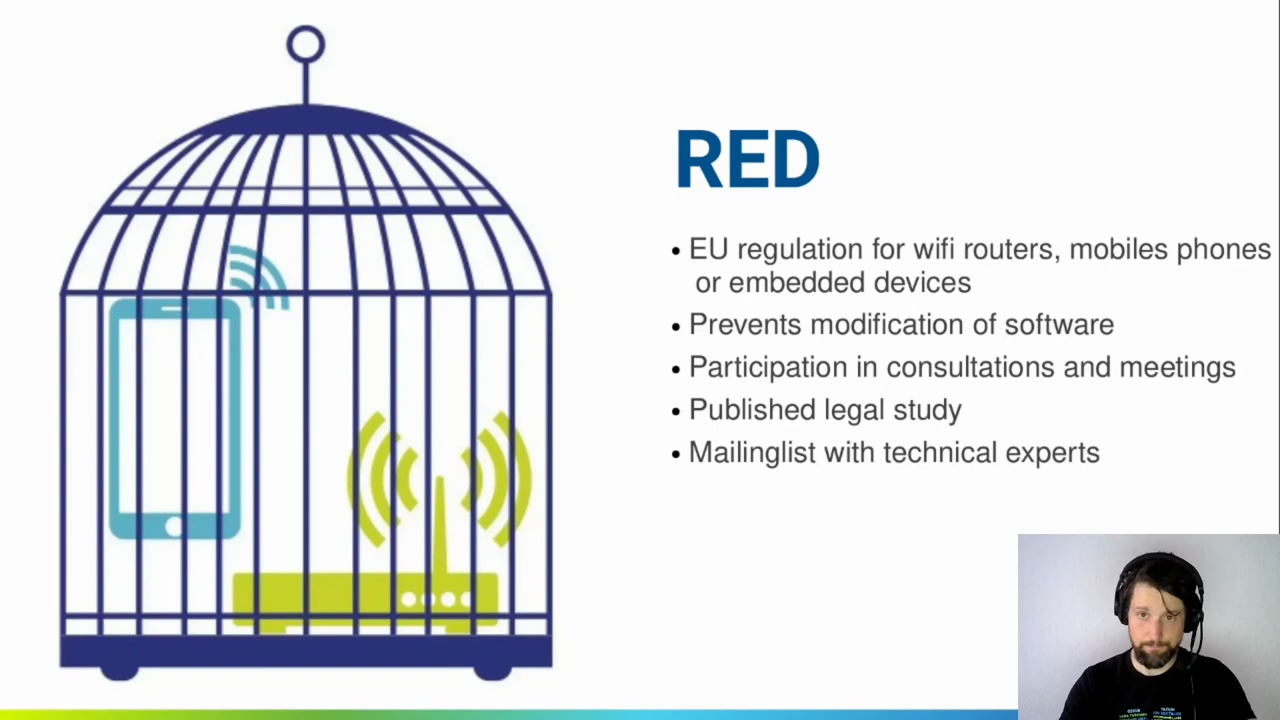 RED
• EU regulation for wifi routers, mobiles phones
or embedded devices
• Prevents modification of software
• Participation in consultations and meetings
• Published legal study
• Mailinglist with technical experts